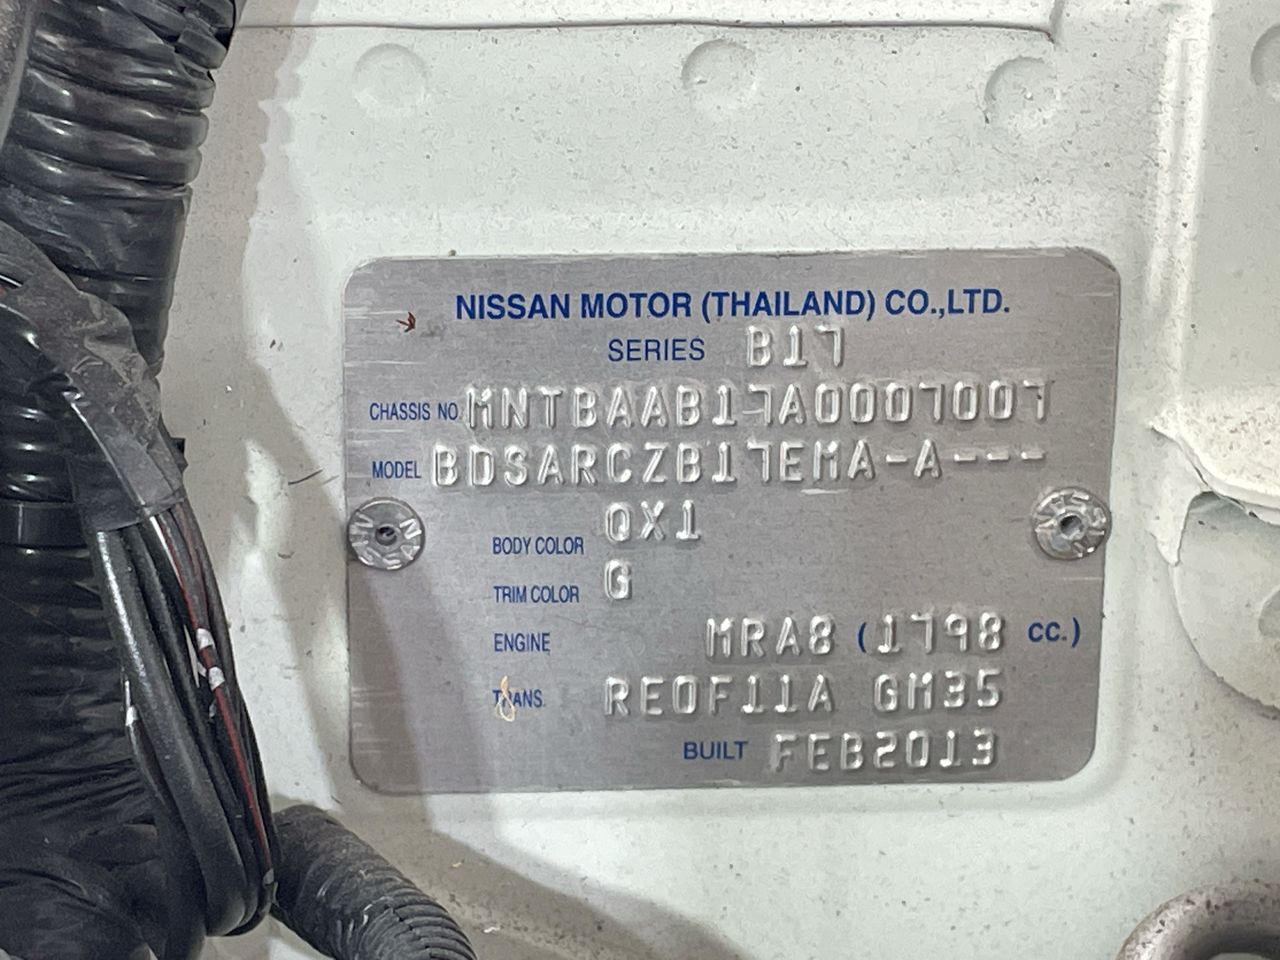 NISSAN MOTOR (THAILAND) CO.,LTD.
SERIES B17
CHASSIS NO. MNTBAAB17A0007007
MODEL BDSARCZB17EMA-A---
BODY COLOR QX1
TRIM COLOR G
ENGINE MRA8 (1798 CC.)
TRANS. RE0F11A GM35
BUILT FEB2013